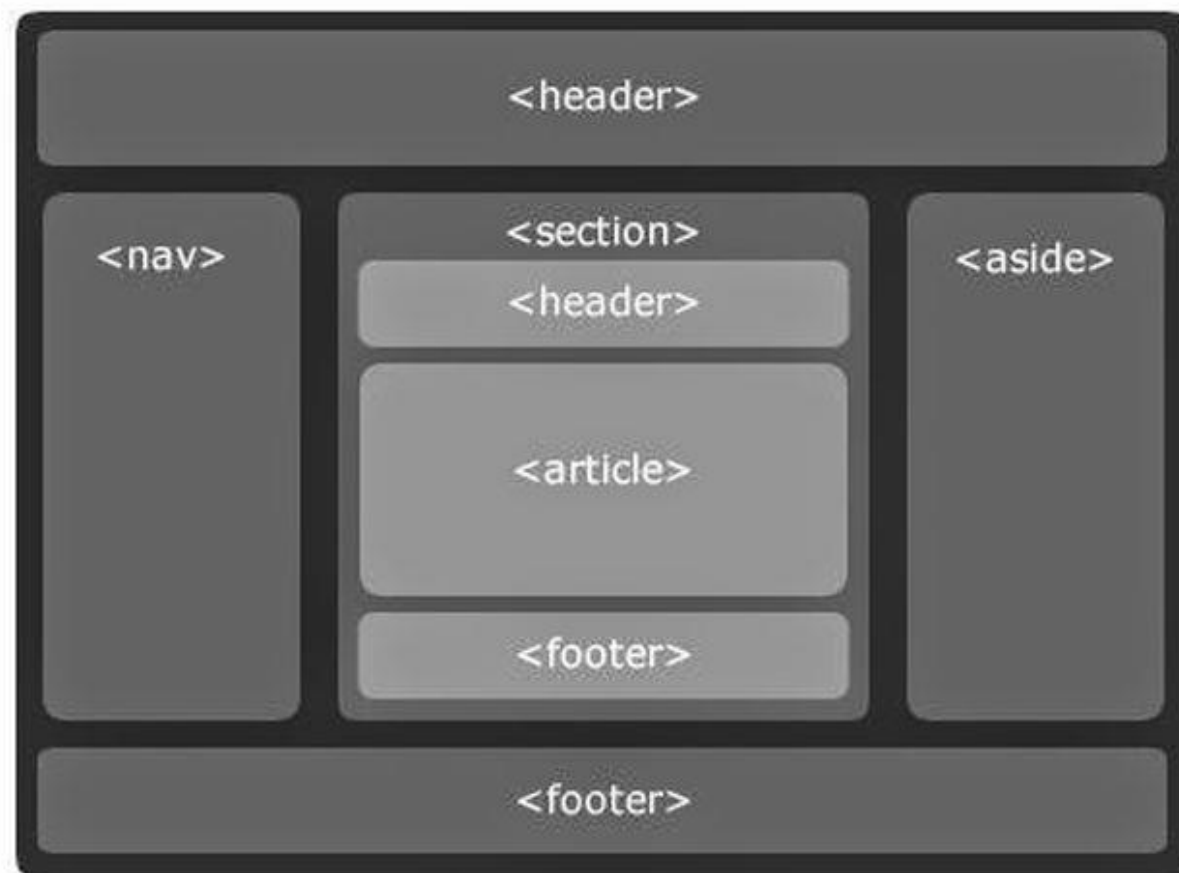 <header>
<nav>
<section>
<aside>
<header>
<article>
<footer>
<footer>